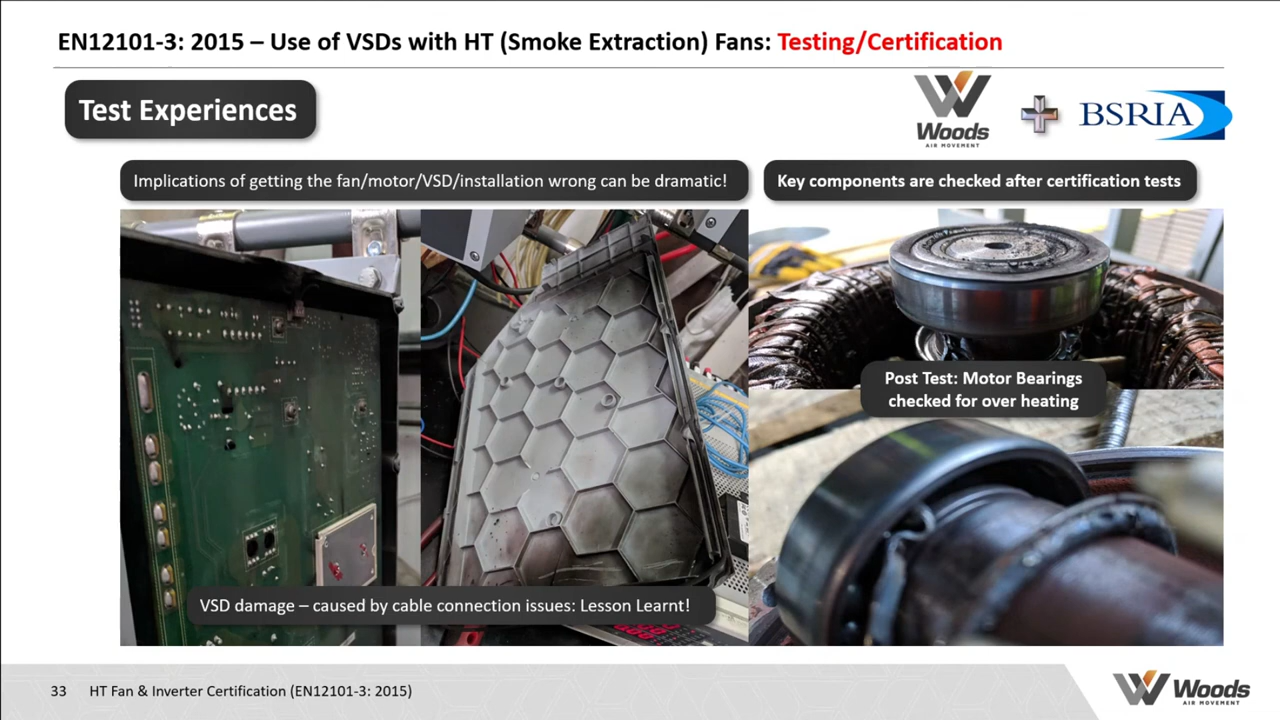 EN12101-3: 2015 – Use of VSDs with HT (Smoke Extraction) Fans: Testing/Certification
Test Experiences
Woods
AIR MOVEMENT
BSRIA
Implications of getting the fan/motor/VSD/installation wrong can be dramatic!
Key components are checked after certification tests
Post Test: Motor Bearings
checked for over heating
VSD damage – caused by cable connection issues: Lesson Learnt!
33 HT Fan & Inverter Certification (EN12101-3: 2015)
Woods
AIR MOVEMENT